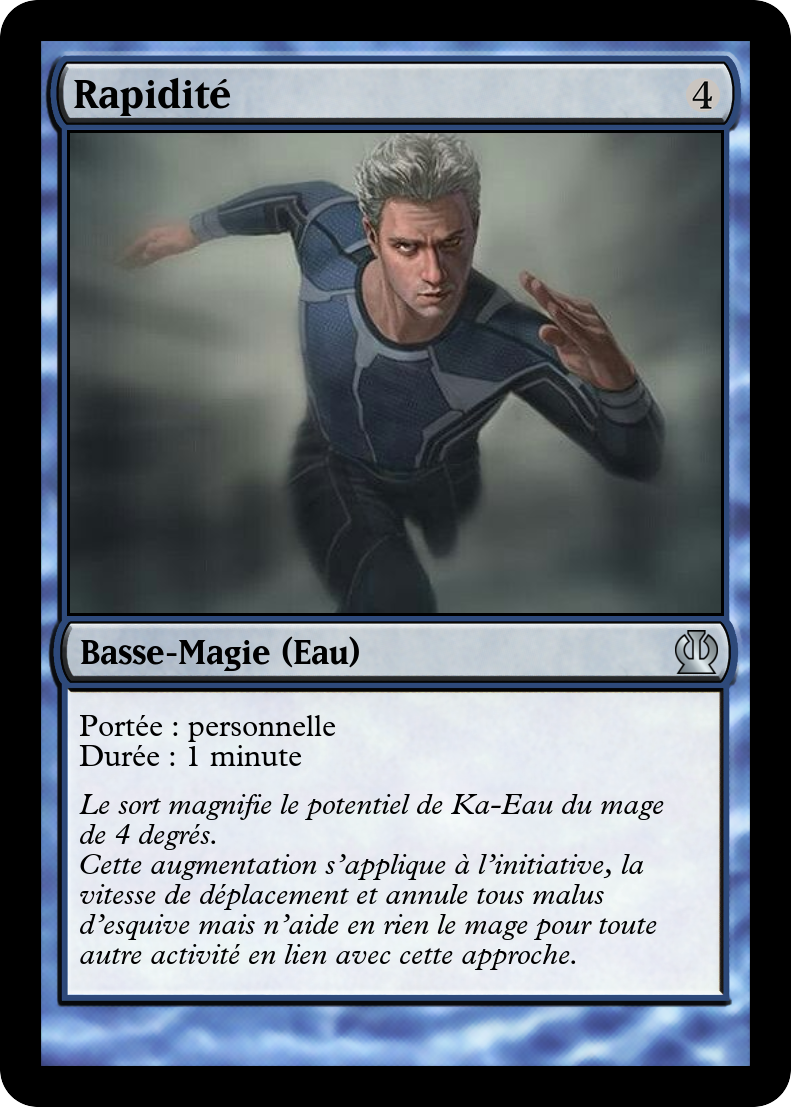 Rapidité
4
Basse-Magie (Eau)
Portée : personnelle
Durée : 1 minute
Le sort magnifie le potentiel de Ka-Eau du mage
de 4 degrés.
Cette augmentation s'applique à l'initiative, la
vitesse de déplacement et annule tous malus
d'esquive mais n'aide en rien le mage pour toute
autre activité en lien avec cette approche.